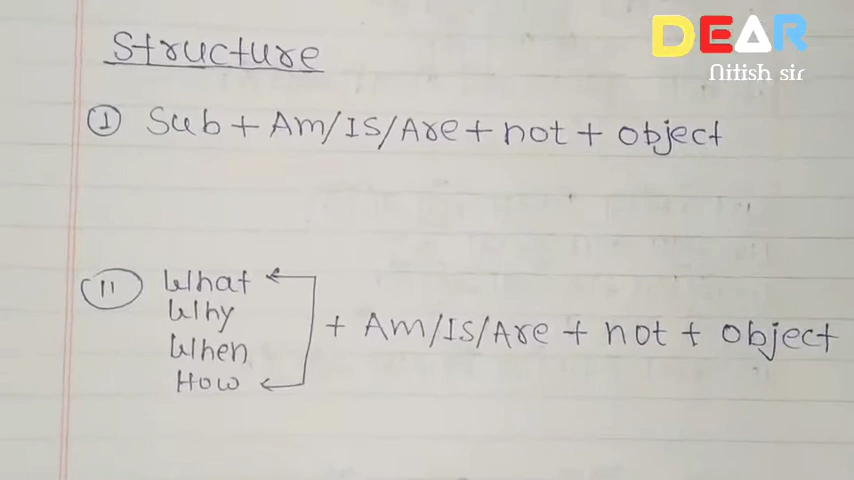 DEAR
Nitish sir
Structure
① Sub + Am/Is/Are + not + object
⑪ What
Why
When
How
+ Am/Is/Are + not + object